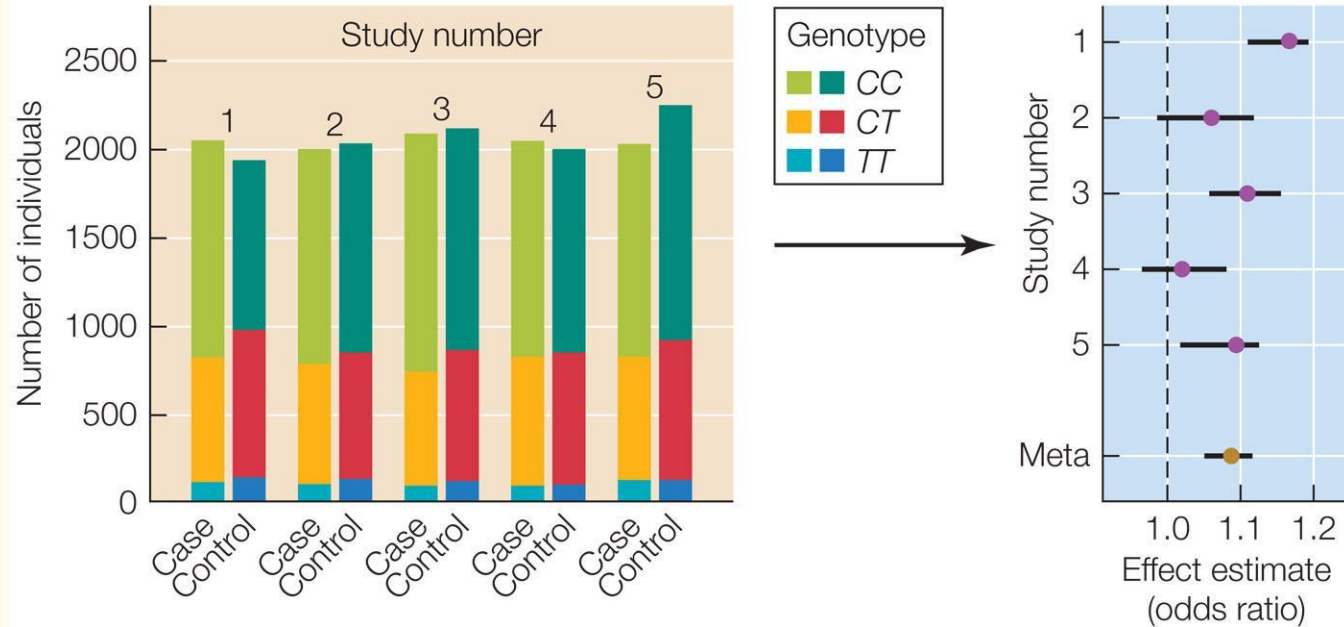 Number of individuals
2500
2000
1500
1000
500
0
Study number
1
2
3
4
5
Case
Control
Case
Control
Case
Control
Case
Control
Case
Control
Genotype
CC
CT
TT
Study number
1
2
3
4
5
Meta
1.0 1.1 1.2
Effect estimate
(odds ratio)